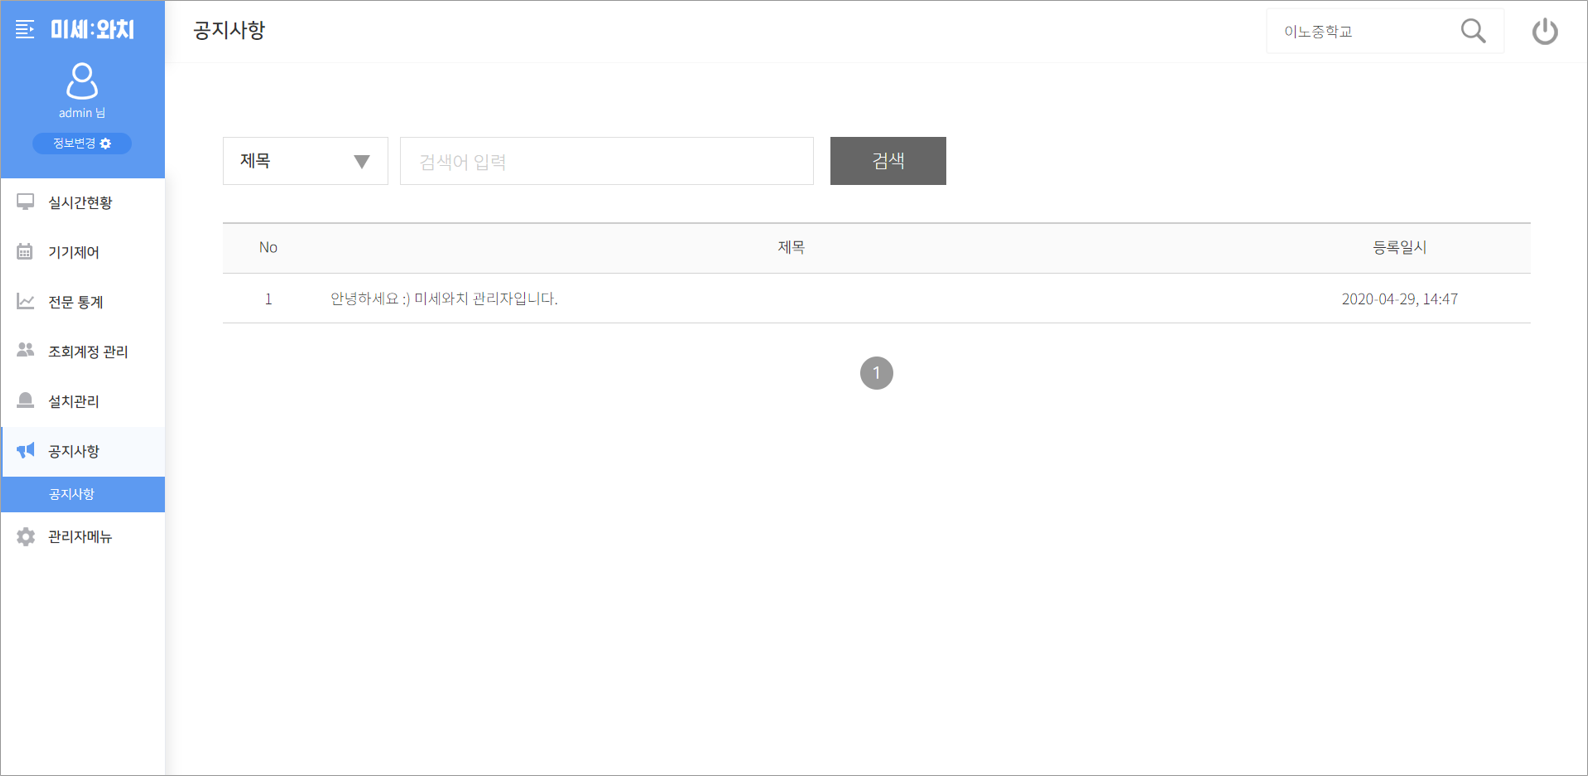 미세:와치
admin 님
정보변경
실시간현황
기기제어
전문 통계
조회계정 관리
설치관리
공지사항
공지사항
관리자메뉴
공지사항
이노중학교
제목 ▼
검색어 입력
검색
No 제목 등록일시
1 안녕하세요 :) 미세와치 관리자입니다. 2020-04-29, 14:47
1